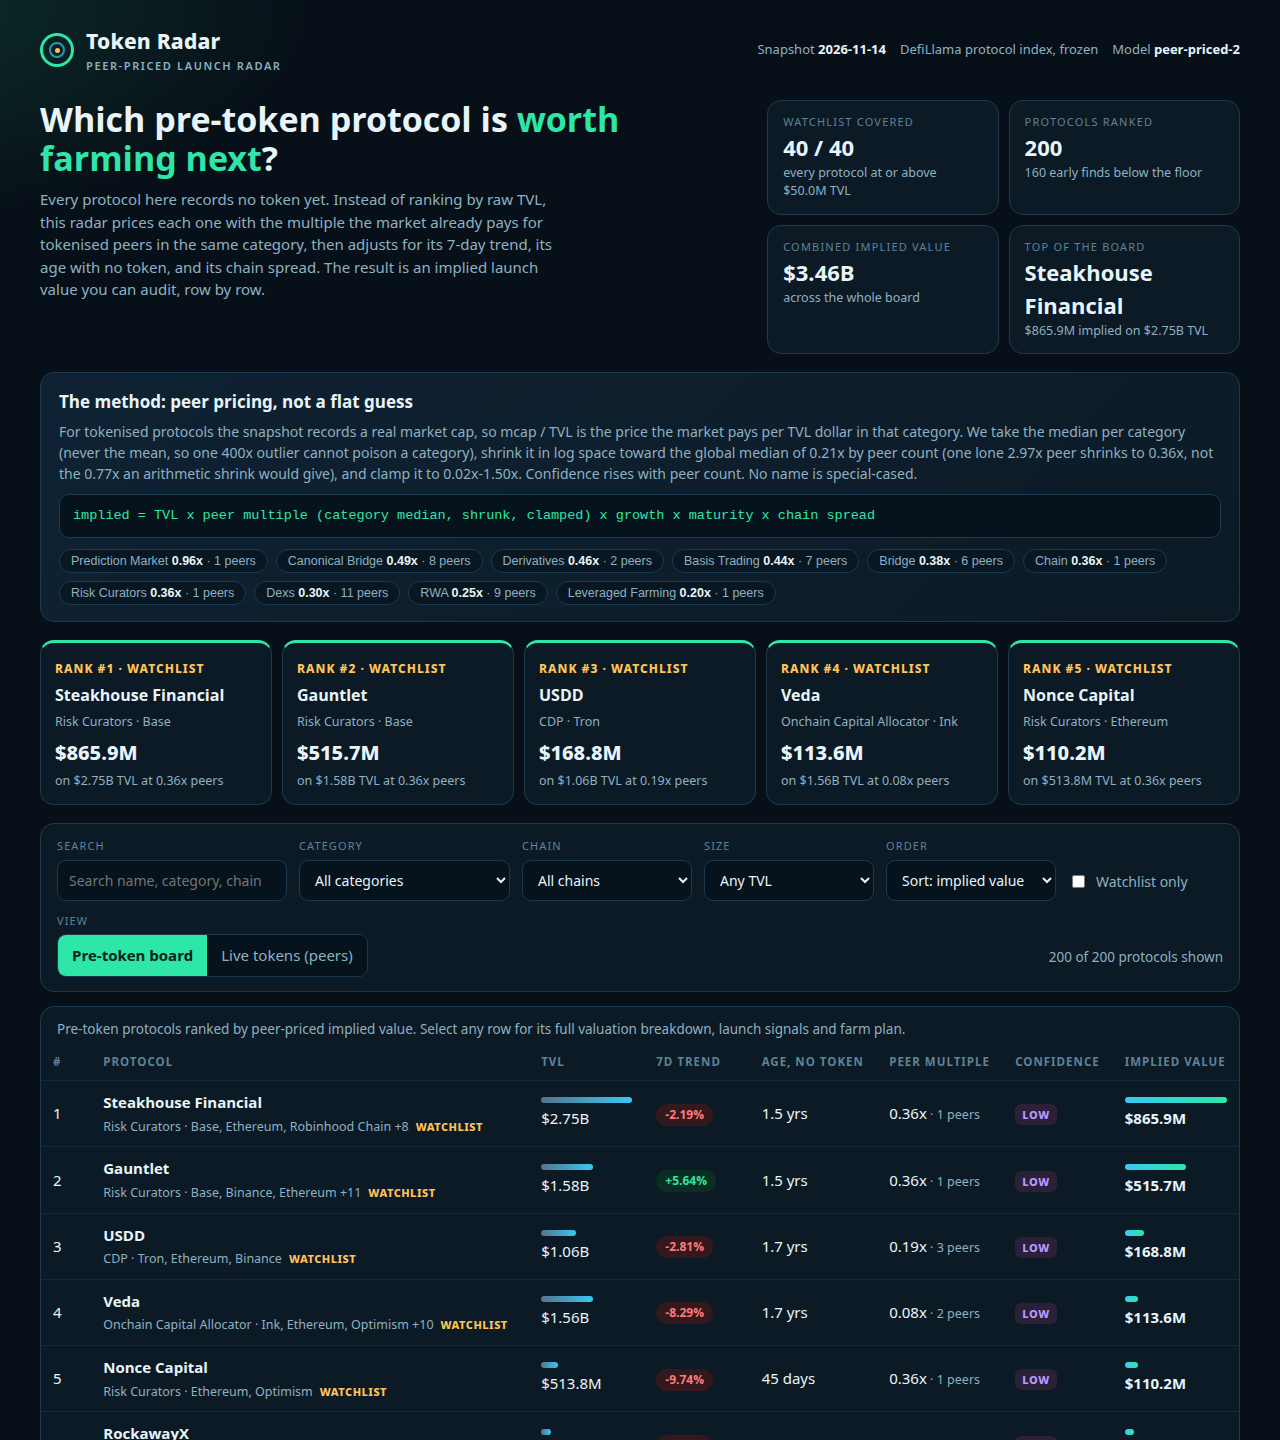 Token Radar
PEER-PRICED LAUNCH RADAR
Snapshot 2026-11-14 DefiLlama protocol index, frozen Model peer-priced-2
Which pre-token protocol is worth
farming next?
Every protocol here records no token yet. Instead of ranking by raw TVL,
this radar prices each one with the multiple the market already pays for
tokenised peers in the same category, then adjusts for its 7-day trend, its
age with no token, and its chain spread. The result is an implied launch
value you can audit, row by row.
WATCHLIST COVERED
40 / 40
every protocol at or above
$50.0M TVL
PROTOCOLS RANKED
200
160 early finds below the floor
COMBINED IMPLIED VALUE
$3.46B
across the whole board
TOP OF THE BOARD
Steakhouse
Financial
$865.9M implied on $2.75B TVL
The method: peer pricing, not a flat guess
For tokenised protocols the snapshot records a real market cap, so mcap / TVL is the price the market pays per TVL dollar in that category. We take the median per category
(never the mean, so one 400x outlier cannot poison a category), shrink it in log space toward the global median of 0.21x by peer count (one lone 2.97x peer shrinks to 0.36x, not
the 0.77x an arithmetic shrink would give), and clamp it to 0.02x-1.50x. Confidence rises with peer count. No name is special-cased.
implied = TVL x peer multiple (category median, shrunk, clamped) x growth x maturity x chain spread
Prediction Market 0.96x · 1 peers
Canonical Bridge 0.49x · 8 peers
Derivatives 0.46x · 2 peers
Basis Trading 0.44x · 7 peers
Bridge 0.38x · 6 peers
Chain 0.36x · 1 peers
Risk Curators 0.36x · 1 peers
Dexs 0.30x · 11 peers
RWA 0.25x · 9 peers
Leveraged Farming 0.20x · 1 peers
RANK #1 · WATCHLIST
Steakhouse Financial
Risk Curators · Base
$865.9M
on $2.75B TVL at 0.36x peers
RANK #2 · WATCHLIST
Gauntlet
Risk Curators · Base
$515.7M
on $1.58B TVL at 0.36x peers
RANK #3 · WATCHLIST
USDD
CDP · Tron
$168.8M
on $1.06B TVL at 0.19x peers
RANK #4 · WATCHLIST
Veda
Onchain Capital Allocator · Ink
$113.6M
on $1.56B TVL at 0.08x peers
RANK #5 · WATCHLIST
Nonce Capital
Risk Curators · Ethereum
$110.2M
on $513.8M TVL at 0.36x peers
SEARCH
Search name, category, chain
CATEGORY
All categories
CHAIN
All chains
SIZE
Any TVL
ORDER
Sort: implied value
Watchlist only
VIEW
Pre-token board
Live tokens (peers)
200 of 200 protocols shown
Pre-token protocols ranked by peer-priced implied value. Select any row for its full valuation breakdown, launch signals and farm plan.
# PROTOCOL TVL 7D TREND AGE, NO TOKEN PEER MULTIPLE CONFIDENCE IMPLIED VALUE
1 Steakhouse Financial
Risk Curators · Base, Ethereum, Robinhood Chain +8 WATCHLIST
$2.75B -2.19% 1.5 yrs 0.36x · 1 peers LOW $865.9M
2 Gauntlet
Risk Curators · Base, Binance, Ethereum +11 WATCHLIST
$1.58B +5.64% 1.5 yrs 0.36x · 1 peers LOW $515.7M
3 USDD
CDP · Tron, Ethereum, Binance WATCHLIST
$1.06B -2.81% 1.7 yrs 0.19x · 3 peers LOW $168.8M
4 Veda
Onchain Capital Allocator · Ink, Ethereum, Optimism +10 WATCHLIST
$1.56B -8.29% 1.7 yrs 0.08x · 2 peers LOW $113.6M
5 Nonce Capital
Risk Curators · Ethereum, Optimism WATCHLIST
$513.8M -9.74% 45 days 0.36x · 1 peers LOW $110.2M
RockawayX